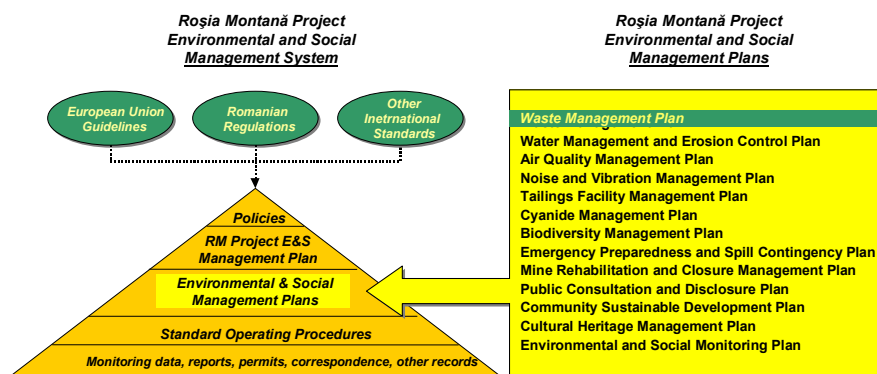 Roşia Montană Project
Environmental and Social
Management System
European Union
Guidelines
Romanian
Regulations
Other
Inetrnational
Standards
Policies
RM Project E&S
Management Plan
Environmental & Social
Management Plans
Standard Operating Procedures
Monitoring data, reports, permits, correspondence, other records
Roşia Montană Project
Environmental and Social
Management Plans
Waste Management Plan
Water Management and Erosion Control Plan
Air Quality Management Plan
Noise and Vibration Management Plan
Tailings Facility Management Plan
Cyanide Management Plan
Biodiversity Management Plan
Emergency Preparedness and Spill Contingency Plan
Mine Rehabilitation and Closure Management Plan
Public Consultation and Disclosure Plan
Community Sustainable Development Plan
Cultural Heritage Management Plan
Environmental and Social Monitoring Plan